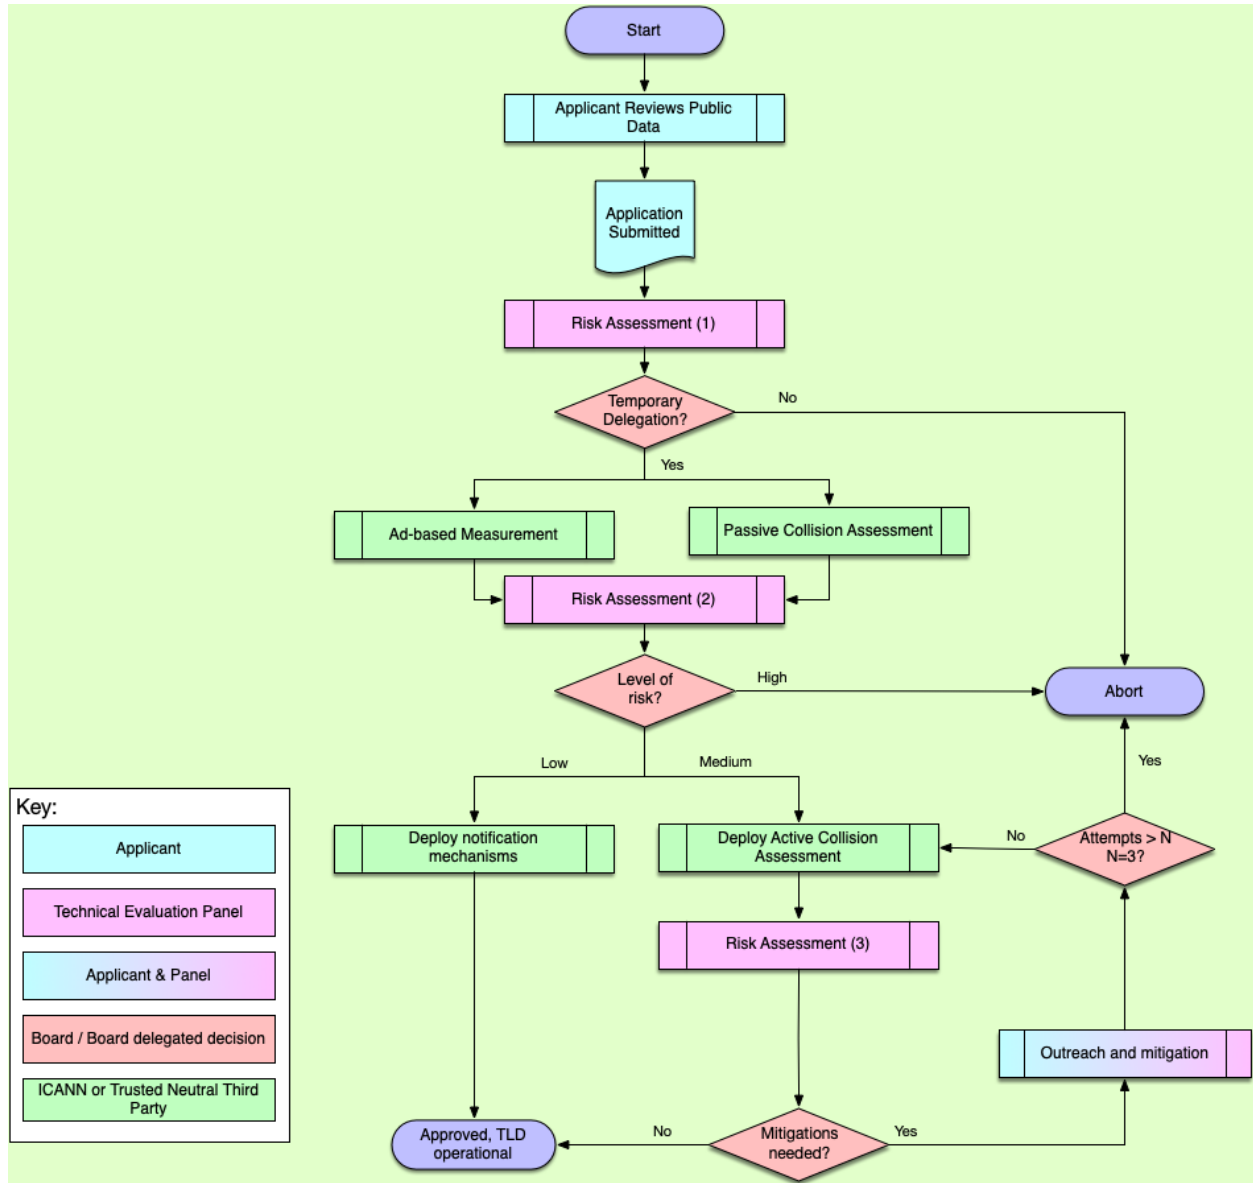 Start
Applicant Reviews Public
Data
Application
Submitted
Risk Assessment (1)
Temporary
Delegation?
No
Yes
Ad-based Measurement
Passive Collision Assessment
Risk Assessment (2)
Level of
risk?
High
Abort
Low
Medium
Yes
Deploy notification
mechanisms
Deploy Active Collision
Assessment
No
Attempts > N
N=3?
Risk Assessment (3)
Outreach and mitigation
Approved, TLD
operational
No
Mitigations
needed?
Yes
Key:
Applicant
Technical Evaluation Panel
Applicant & Panel
Board / Board delegated decision
ICANN or Trusted Neutral Third
Party